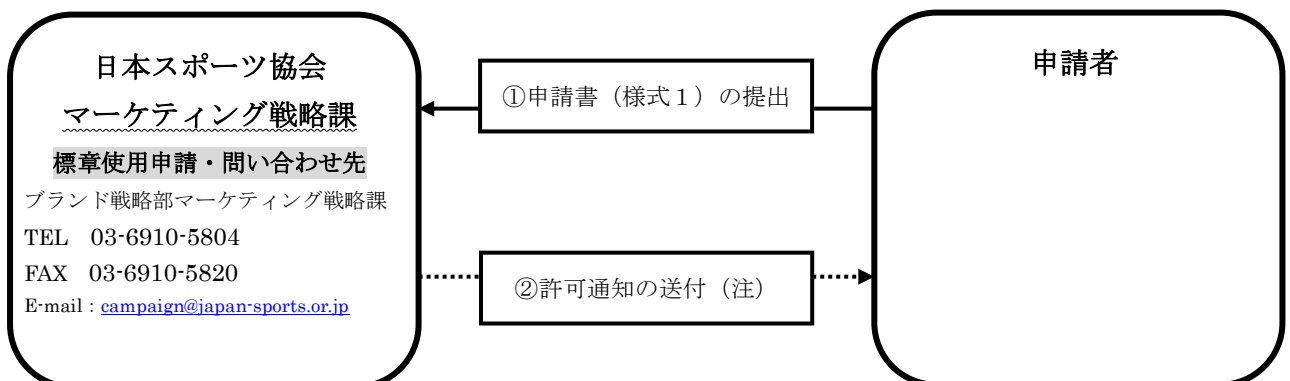 日本スポーツ協会
マーケティング戦略課
標章使用申請・問い合わせ先
ブランド戦略部マーケティング戦略課
TEL　03-6910-5804
FAX　03-6910-5820
E-mail：campaign@japan-sports.or.jp
①申請書（様式１）の提出
②許可通知の送付（注）
申請者